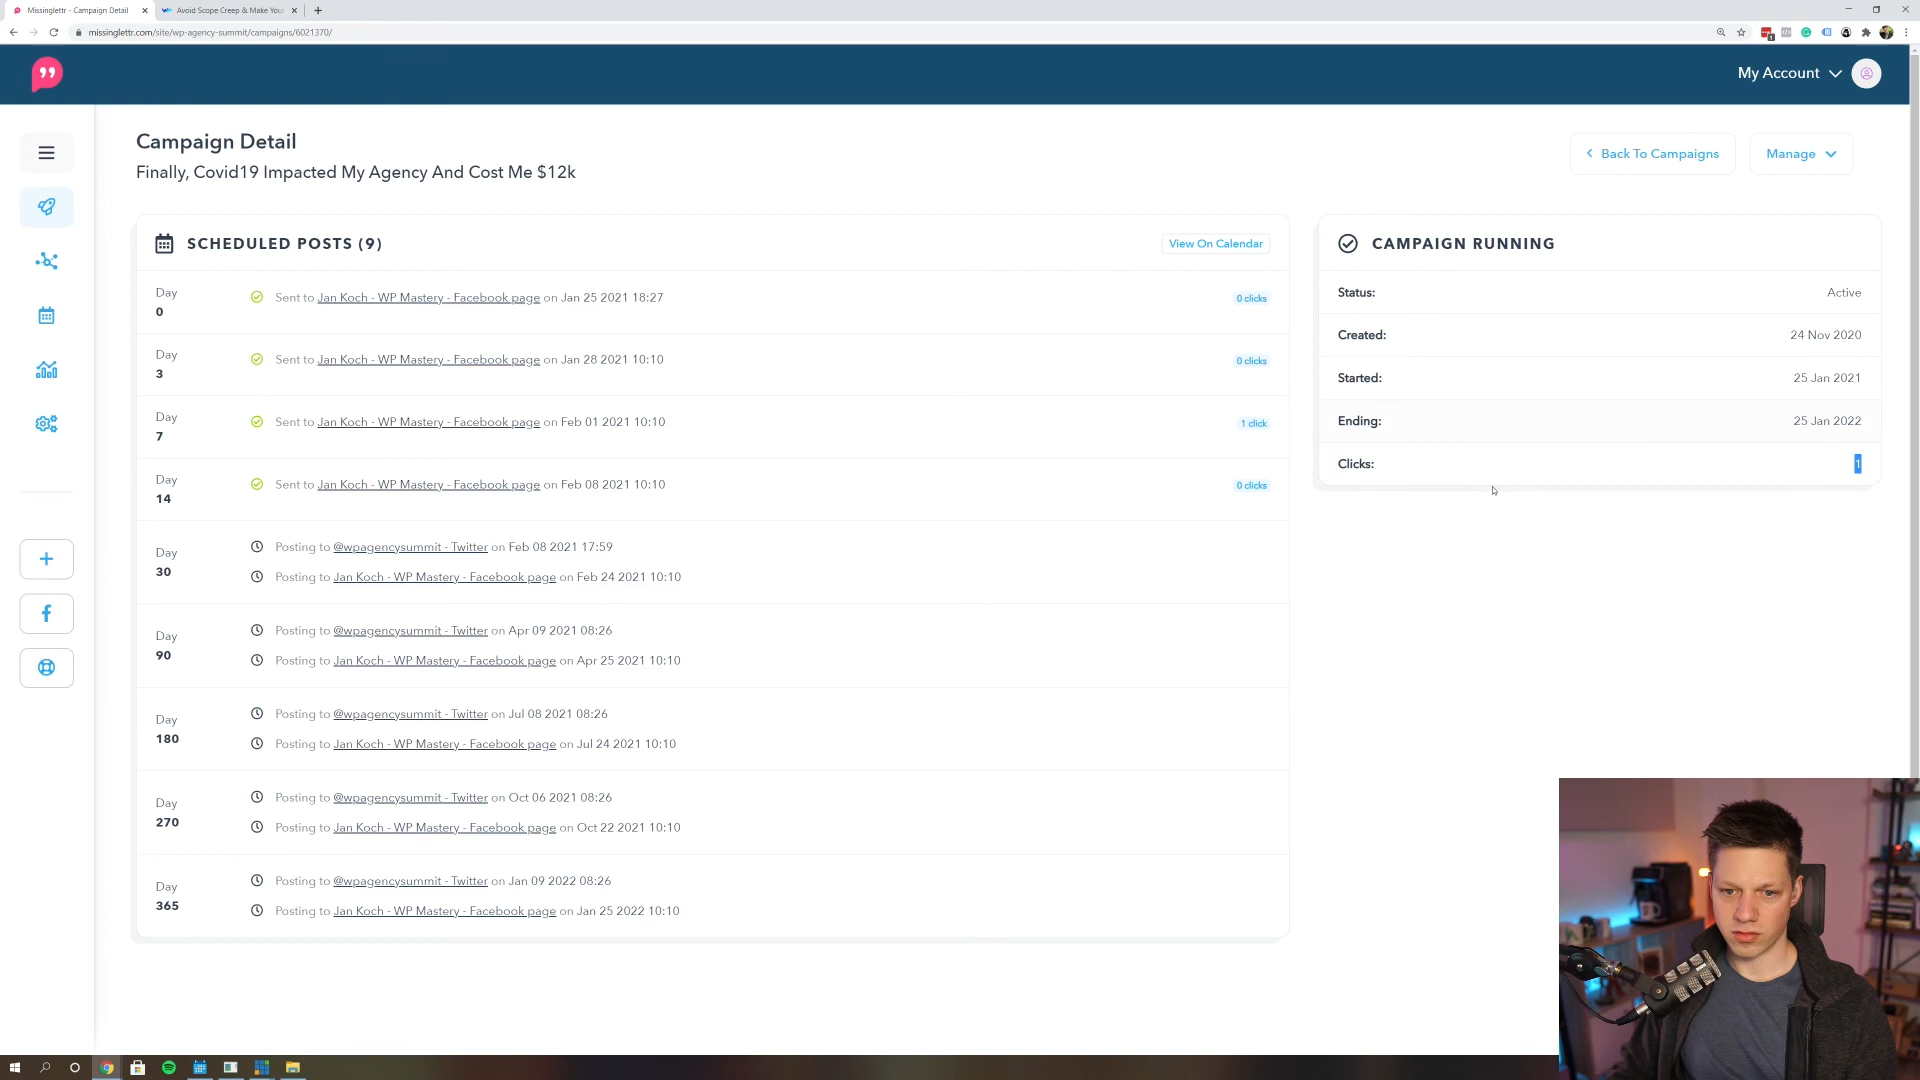 Missinglettr - Campaign Detail
Avoid Scope Creep & Make You
missinglettr.com/site/wp-agency-summit/campaigns/6021370/
My Account
Campaign Detail
Finally, Covid19 Impacted My Agency And Cost Me $12k
Back To Campaigns
Manage
SCHEDULED POSTS (9)
View On Calendar
Day
0
Sent to Jan Koch - WP Mastery - Facebook page on Jan 25 2021 18:27
0 clicks
Day
3
Sent to Jan Koch - WP Mastery - Facebook page on Jan 28 2021 10:10
0 clicks
Day
7
Sent to Jan Koch - WP Mastery - Facebook page on Feb 01 2021 10:10
1 click
Day
14
Sent to Jan Koch - WP Mastery - Facebook page on Feb 08 2021 10:10
0 clicks
Day
30
Posting to @wpagencysummit - Twitter on Feb 08 2021 17:59
Posting to Jan Koch - WP Mastery - Facebook page on Feb 24 2021 10:10
Day
90
Posting to @wpagencysummit - Twitter on Apr 09 2021 08:26
Posting to Jan Koch - WP Mastery - Facebook page on Apr 25 2021 10:10
Day
180
Posting to @wpagencysummit - Twitter on Jul 08 2021 08:26
Posting to Jan Koch - WP Mastery - Facebook page on Jul 24 2021 10:10
Day
270
Posting to @wpagencysummit - Twitter on Oct 06 2021 08:26
Posting to Jan Koch - WP Mastery - Facebook page on Oct 22 2021 10:10
Day
365
Posting to @wpagencysummit - Twitter on Jan 09 2022 08:26
Posting to Jan Koch - WP Mastery - Facebook page on Jan 25 2022 10:10
CAMPAIGN RUNNING
Status: Active
Created: 24 Nov 2020
Started: 25 Jan 2021
Ending: 25 Jan 2022
Clicks: 1